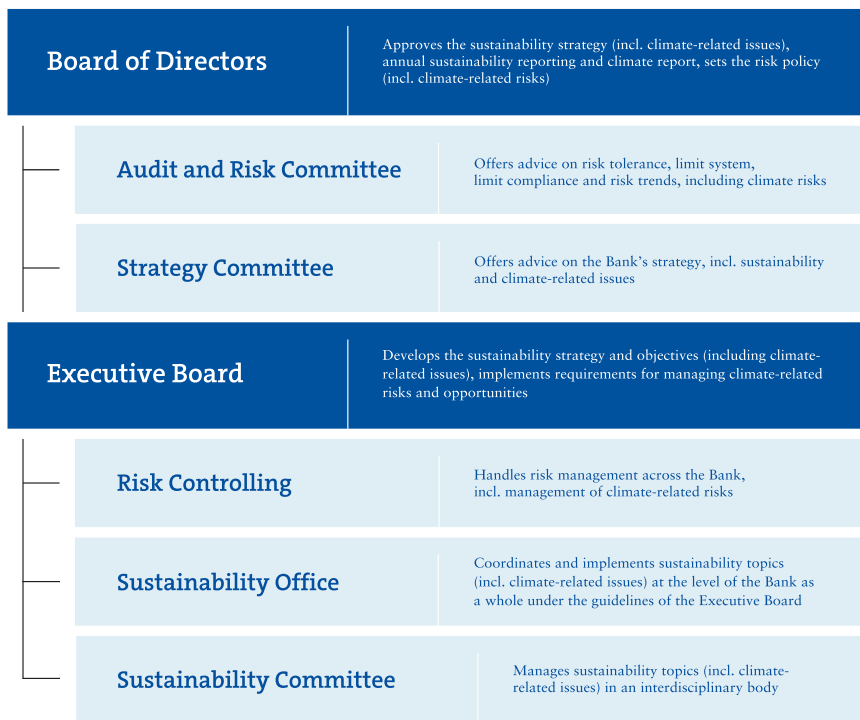 Board of Directors
Approves the sustainability strategy (incl. climate-related issues),
annual sustainability reporting and climate report, sets the risk policy
(incl. climate-related risks)
Audit and Risk Committee
Offers advice on risk tolerance, limit system,
limit compliance and risk trends, including climate risks
Strategy Committee
Offers advice on the Bank’s strategy, incl. sustainability
and climate-related issues
Executive Board
Develops the sustainability strategy and objectives (including climate-
related issues), implements requirements for managing climate-related
risks and opportunities
Risk Controlling
Handles risk management across the Bank,
incl. management of climate-related risks
Sustainability Office
Coordinates and implements sustainability topics
(incl. climate-related issues) at the level of the Bank as
a whole under the guidelines of the Executive Board
Sustainability Committee
Manages sustainability topics (incl. climate-
related issues) in an interdisciplinary body